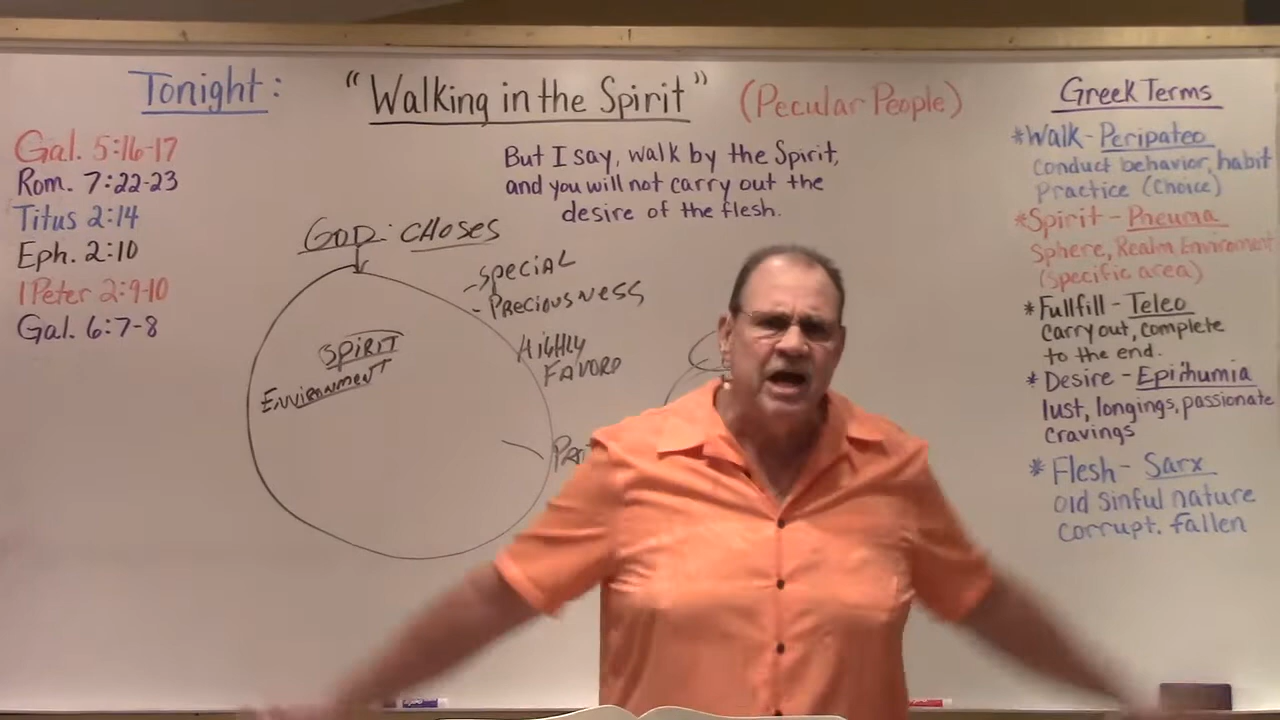 Tonight: "Walking in the Spirit" (Pecular People)
Gal. 5:16-17
Rom. 7:22-23
Titus 2:14
Eph. 2:10
1 Peter 2:9-10
Gal. 6:7-8
But I say, walk by the Spirit,
and you will not carry out the
desire of the flesh.
GOD: CHOSES
-SPECIAL
- PRECIOUSNESS
HIGHLY
FAVORD
SPIRIT
ENVIRONMENT
Greek Terms
*Walk - Peripateo
conduct behavior, habit
Practice (Choice)
*Spirit - Pneuma
Sphere, Realm Enviroment
(specific area)
*Fullfill - Teleo
carry out, complete
to the end.
*Desire - Epithumia
lust, longings, passionate
cravings
*Flesh - Sarx
old sinful nature
corrupt. fallen